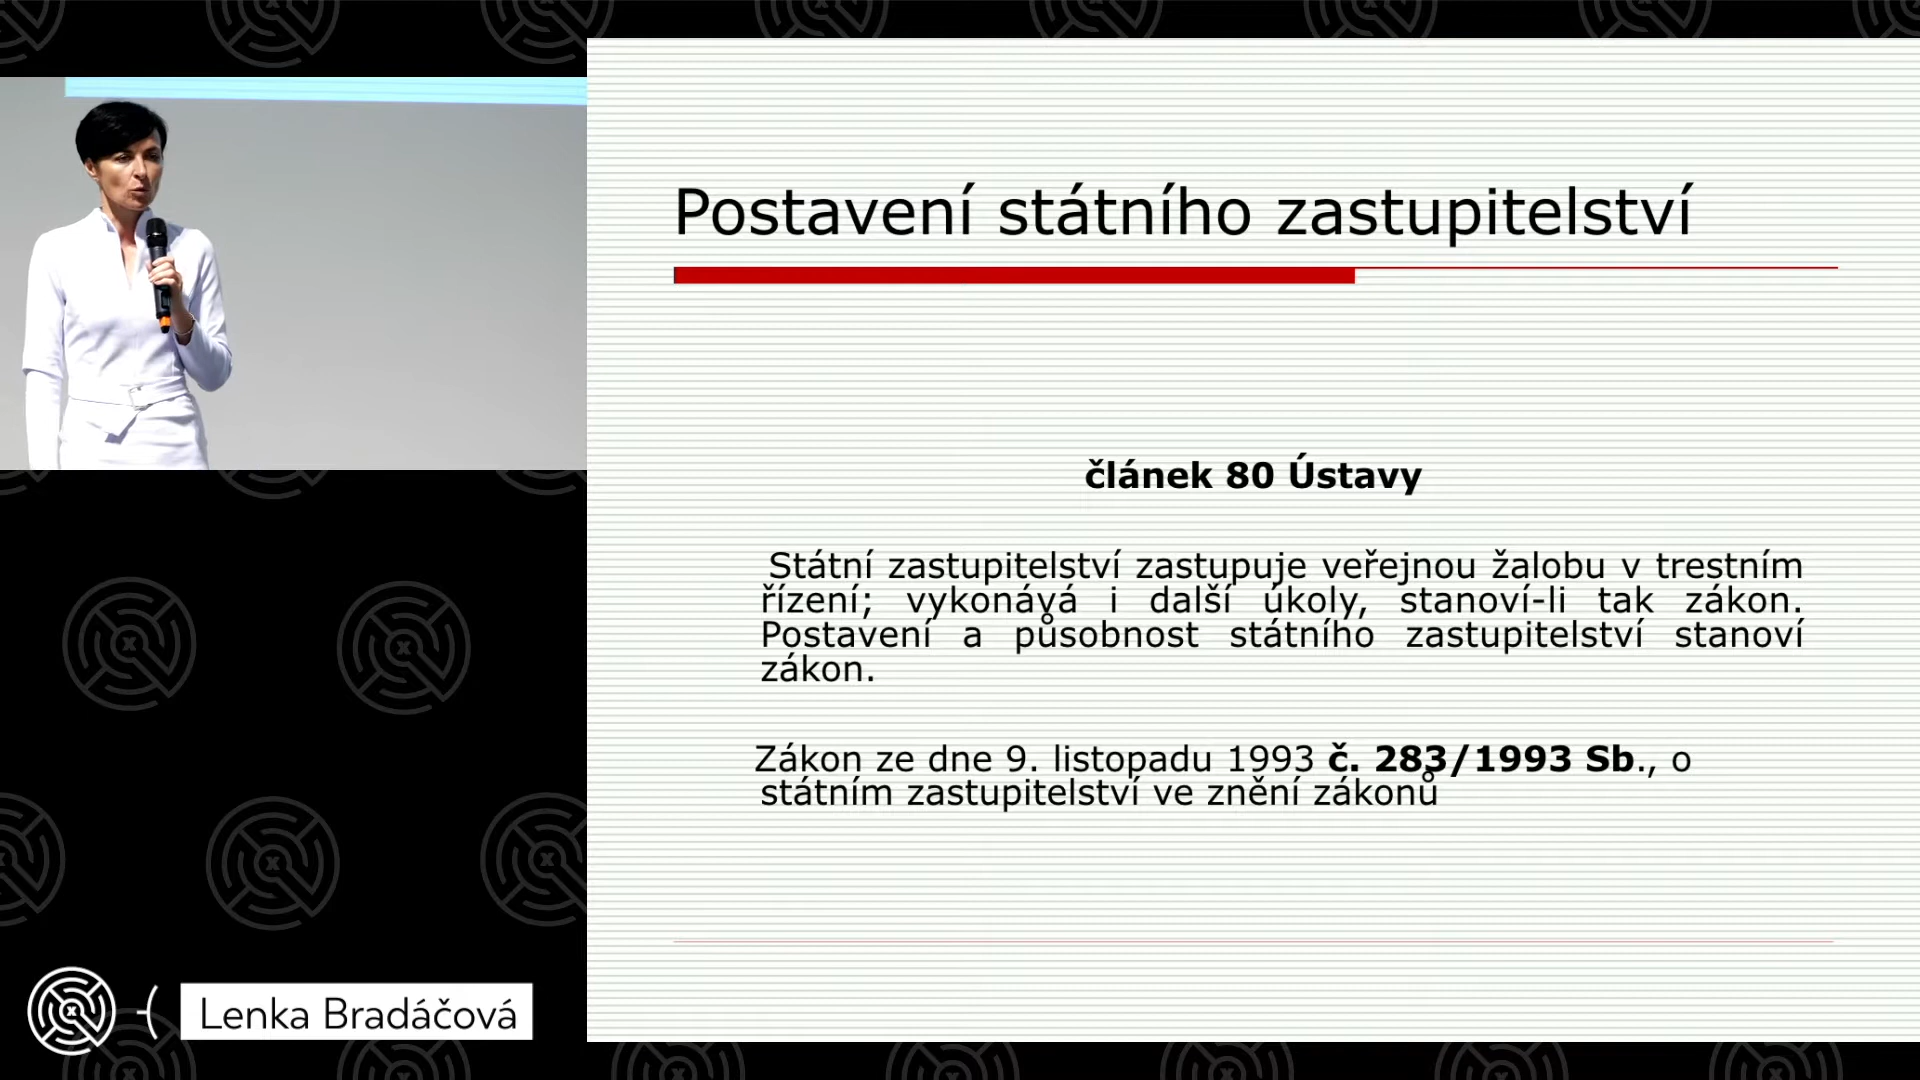 Postavení státního zastupitelství
článek 80 Ústavy
Státní zastupitelství zastupuje veřejnou žalobu v trestním
řízení; vykonává i další úkoly, stanoví-li tak zákon.
Postavení a působnost státního zastupitelství stanoví
zákon.
Zákon ze dne 9. listopadu 1993 č. 283/1993 Sb., o
státním zastupitelství ve znění zákonů
Lenka Bradáčová